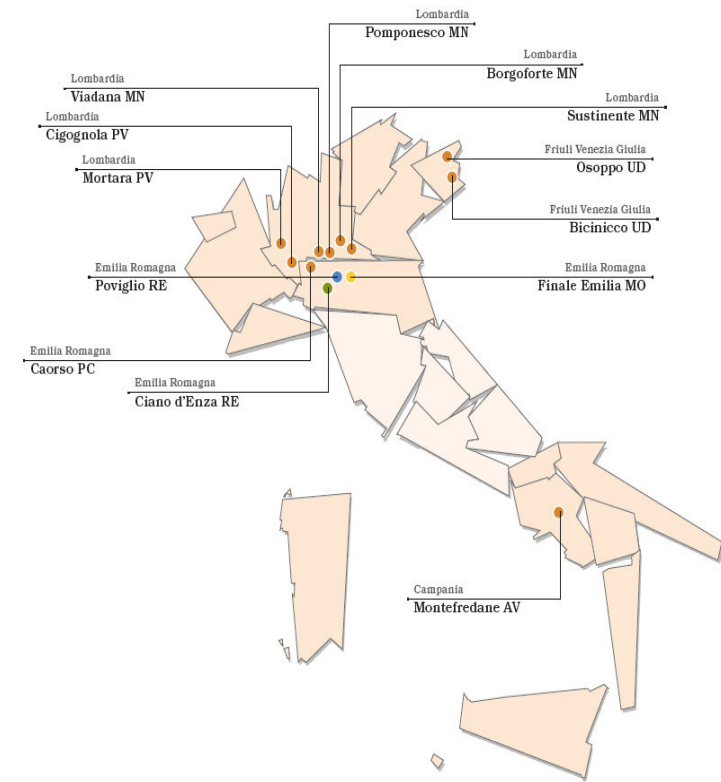 Lombardia
Pomponesco MN
Lombardia
Borgoforte MN
Lombardia
Viadana MN
Lombardia
Sustinente MN
Lombardia
Cigognola PV
Lombardia
Mortara PV
Friuli Venezia Giulia
Osoppo UD
Friuli Venezia Giulia
Bicinicco UD
Emilia Romagna
Poviglio RE
Emilia Romagna
Finale Emilia MO
Emilia Romagna
Caorso PC
Emilia Romagna
Ciano d'Enza RE
Campania
Montefredane AV